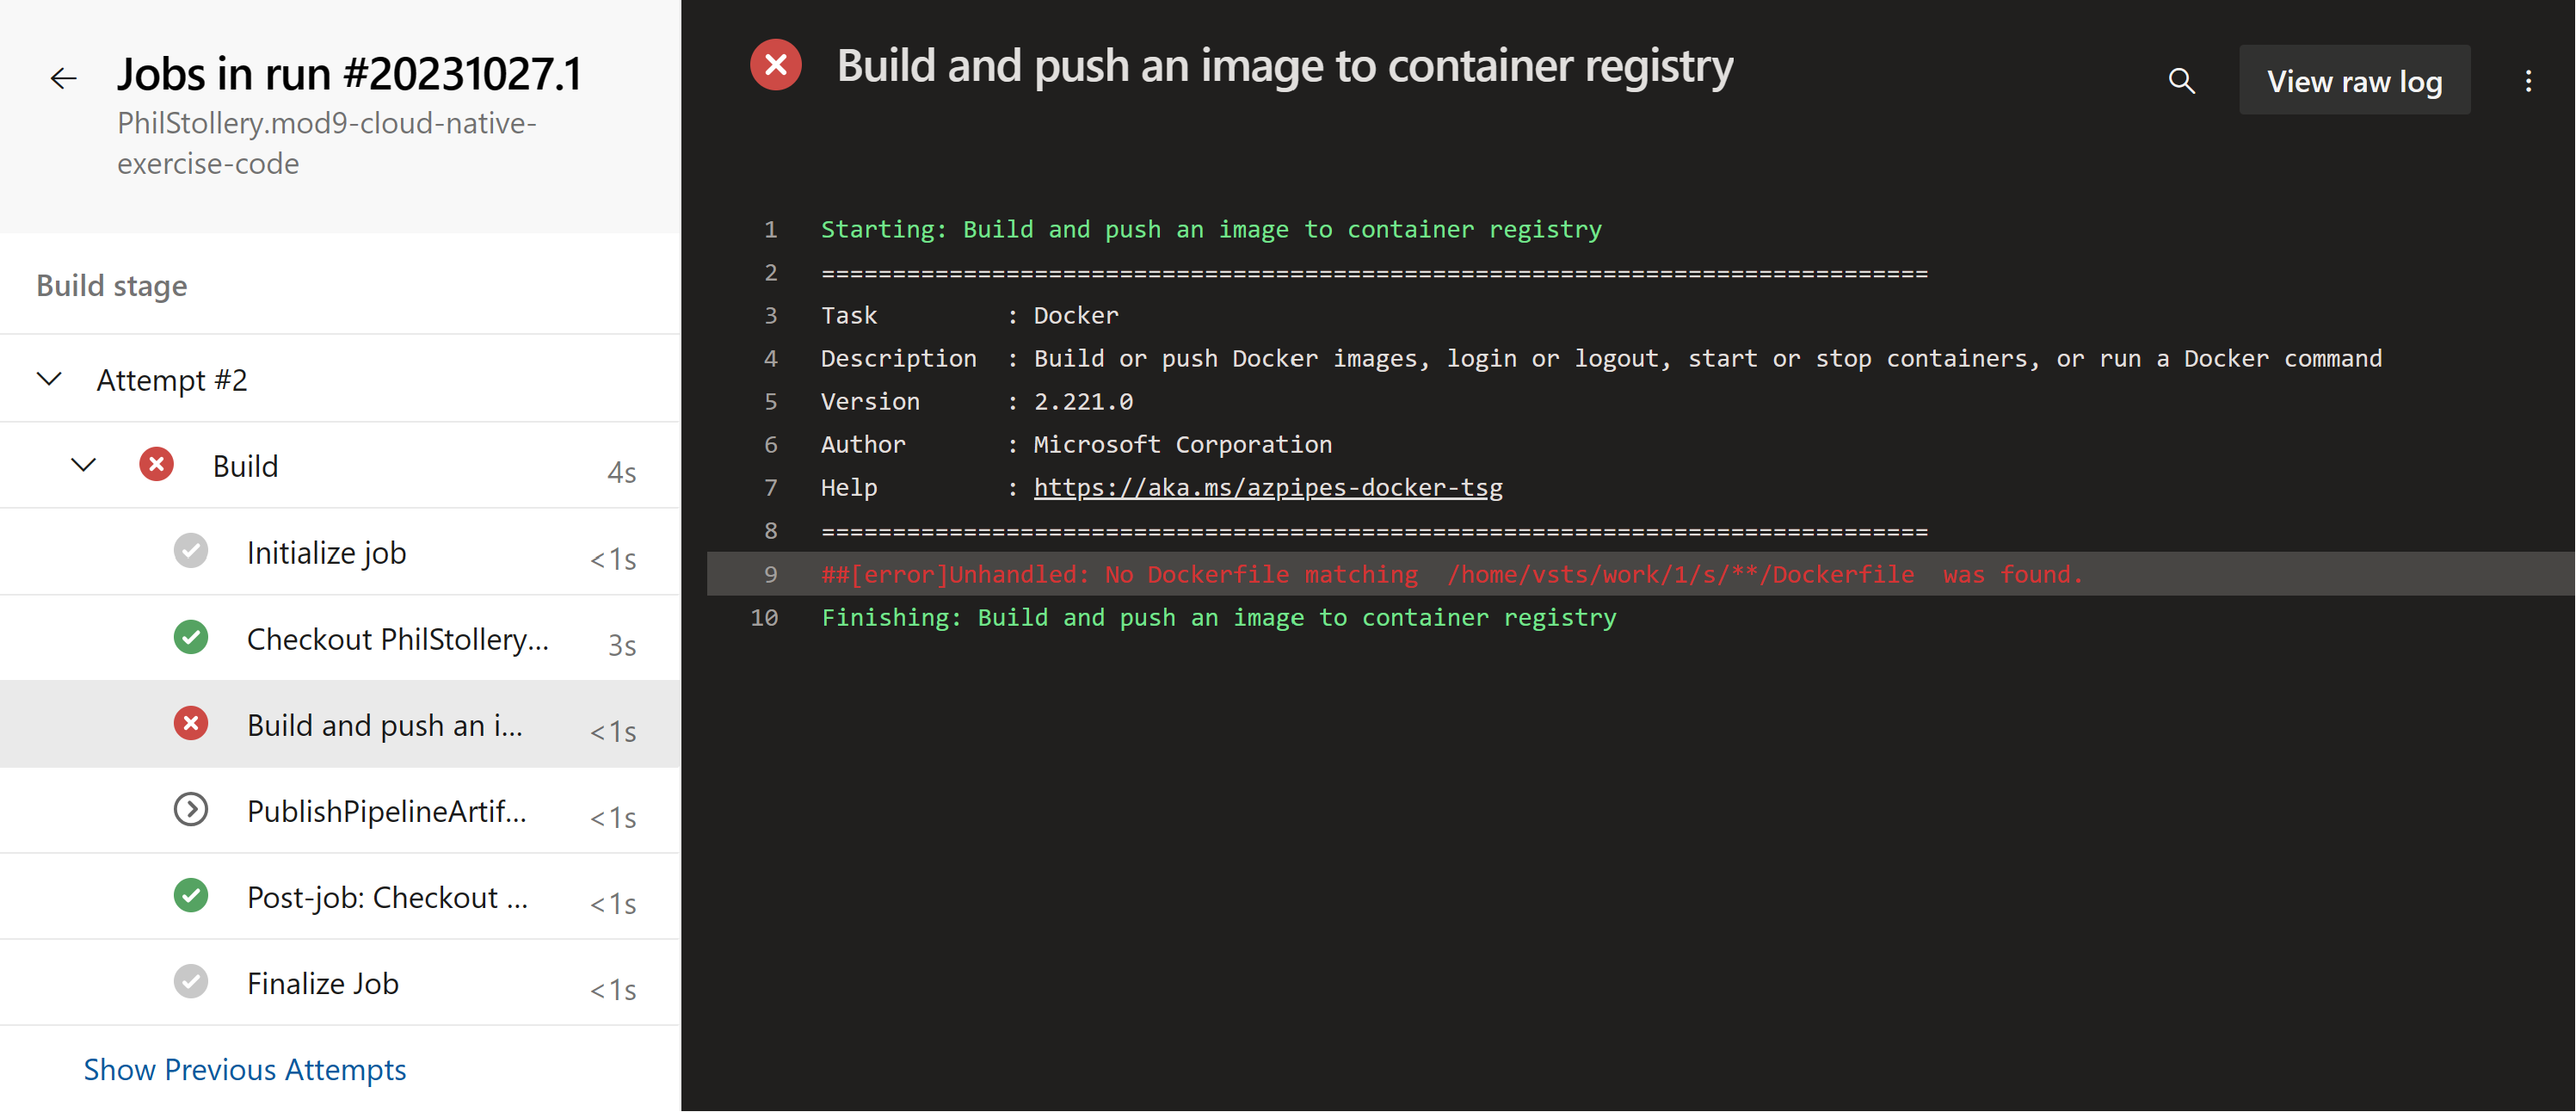 Jobs in run #20231027.1
PhilStollery.mod9-cloud-native-
exercise-code
Build stage
Attempt #2
Build 4s
Initialize job <1s
Checkout PhilStollery... 3s
Build and push an i... <1s
PublishPipelineArtif... <1s
Post-job: Checkout ... <1s
Finalize Job <1s
Show Previous Attempts
Build and push an image to container registry
View raw log
1 Starting: Build and push an image to container registry
2 ==============================================================================
3 Task : Docker
4 Description : Build or push Docker images, login or logout, start or stop containers, or run a Docker command
5 Version : 2.221.0
6 Author : Microsoft Corporation
7 Help : https://aka.ms/azpipes-docker-tsg
8 ==============================================================================
9 ##[error]Unhandled: No Dockerfile matching /home/vsts/work/1/s/**/Dockerfile was found.
10 Finishing: Build and push an image to container registry